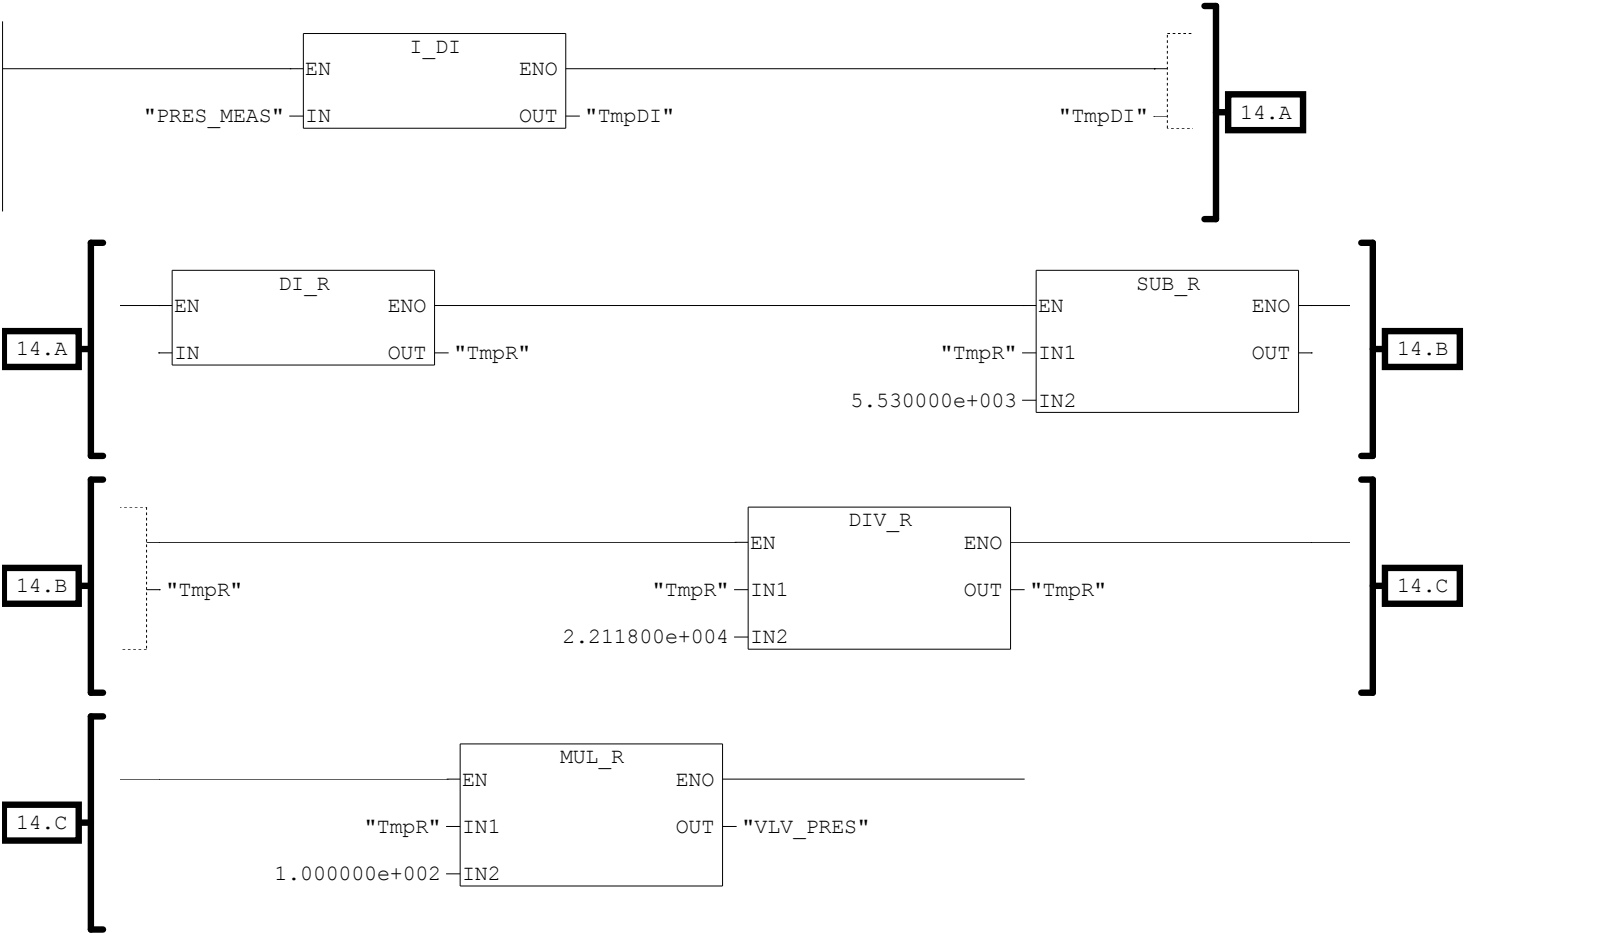 I_DI
EN ENO
"PRES_MEAS" IN OUT "TmpDI" "TmpDI"
14.A
DI_R SUB_R
EN ENO EN ENO
14.A IN OUT "TmpR" "TmpR" IN1 OUT 14.B
5.530000e+003 IN2
DIV_R
EN ENO
14.B "TmpR" "TmpR" IN1 OUT "TmpR" 14.C
2.211800e+004 IN2
MUL_R
EN ENO
14.C "TmpR" IN1 OUT "VLV_PRES"
1.000000e+002 IN2